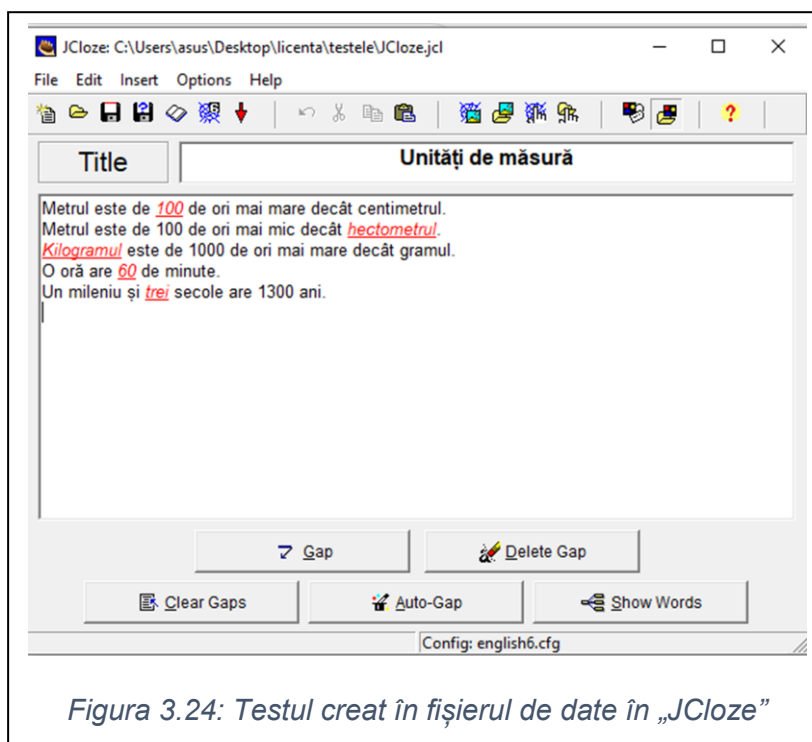 JCloze: C:\Users\asus\Desktop\licenta\testele\JCloze.jcl
File Edit Insert Options Help
Title
Unități de măsură
Metrul este de 100 de ori mai mare decât centimetrul.
Metrul este de 100 de ori mai mic decât hectometrul.
Kilogramul este de 1000 de ori mai mare decât gramul.
O oră are 60 de minute.
Un mileniu și trei secole are 1300 ani.
Gap Delete Gap
Clear Gaps Auto-Gap Show Words
Config: english6.cfg
Figura 3.24: Testul creat în fișierul de date în „JCloze”